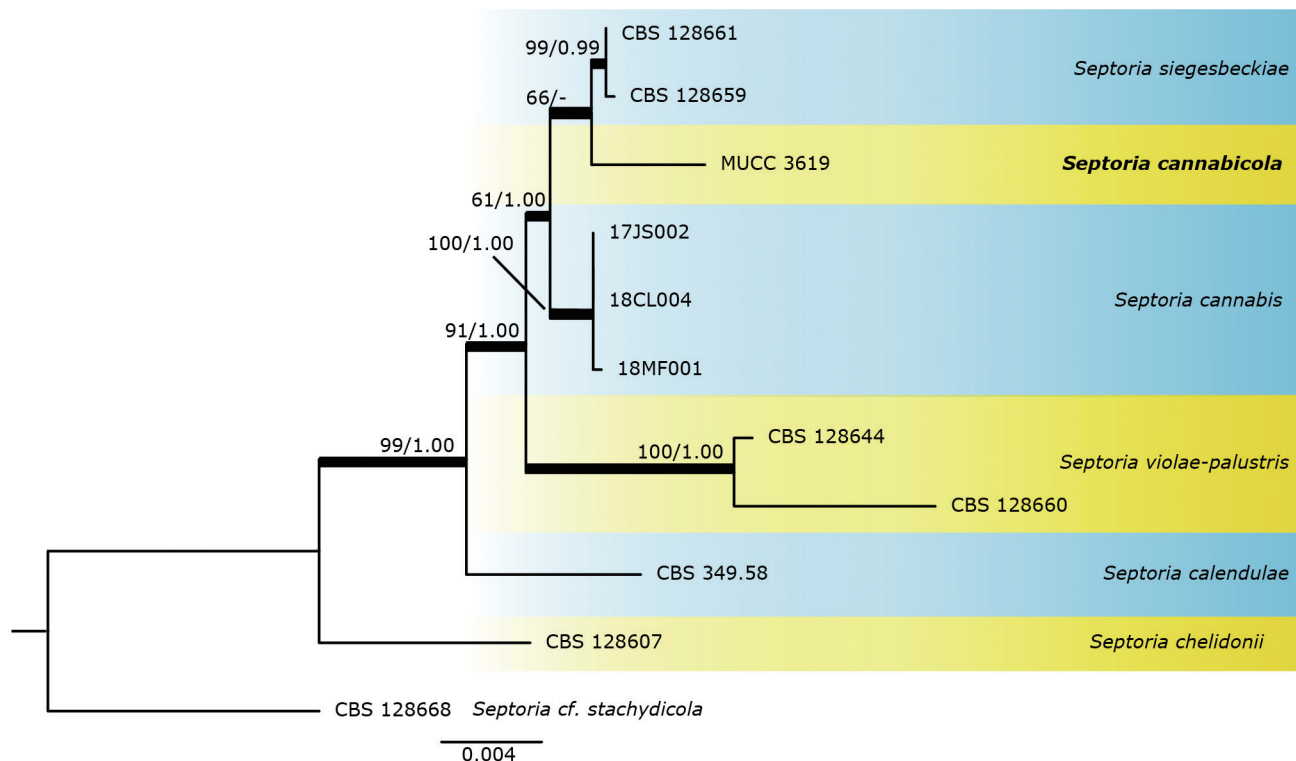 CBS 128661
99/0.99
Septoria siegesbeckiae
CBS 128659
66/-
MUCC 3619
Septoria cannabicola
61/1.00
17JS002
100/1.00
18CL004
Septoria cannabis
91/1.00
18MF001
CBS 128644
99/1.00
100/1.00
Septoria violae-palustris
CBS 128660
CBS 349.58
Septoria calendulae
CBS 128607
Septoria chelidonii
CBS 128668 Septoria cf. stachydicola
0.004